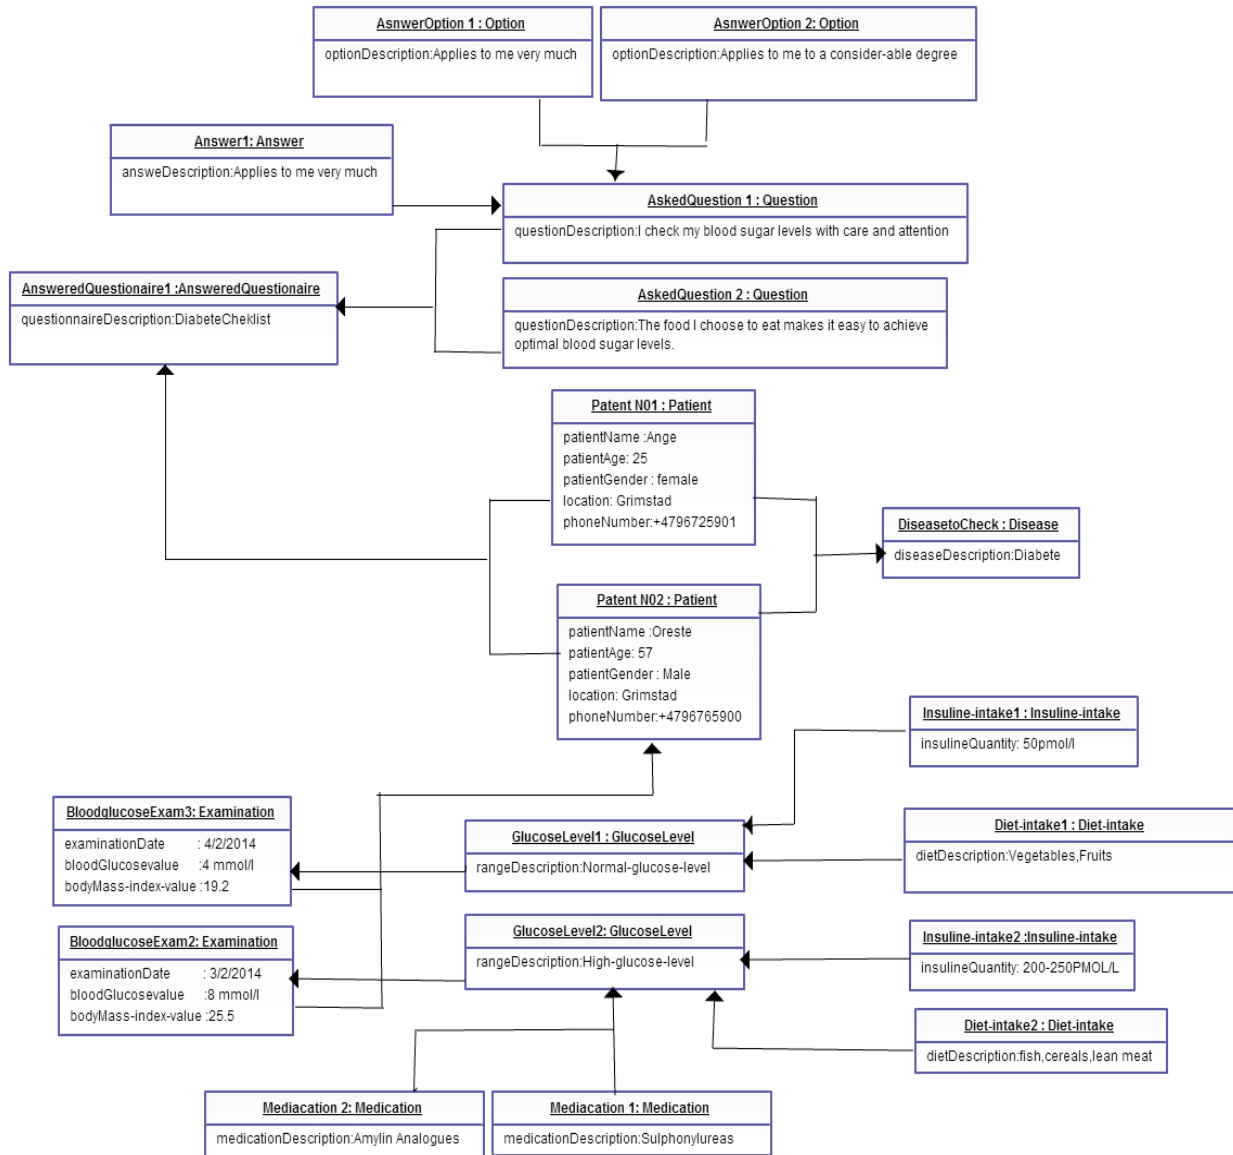 AsnwerOption 1 : Option
optionDescription:Applies to me very much
AsnwerOption 2: Option
optionDescription:Applies to me to a consider-able degree
Answer1: Answer
answeDescription:Applies to me very much
AskedQuestion 1 : Question
questionDescription:I check my blood sugar levels with care and attention
AnsweredQuestionaire1 :AnsweredQuestionaire
questionnaireDescription:DiabeteCheklist
AskedQuestion 2 : Question
questionDescription:The food I choose to eat makes it easy to achieve
optimal blood sugar levels.
Patent N01 : Patient
patientName :Ange
patientAge: 25
patientGender : female
location: Grimstad
phoneNumber:+4796725901
DiseasetoCheck : Disease
diseaseDescription:Diabete
Patent N02 : Patient
patientName :Oreste
patientAge: 57
patientGender : Male
location: Grimstad
phoneNumber:+4796765900
Insuline-intake1 : Insuline-intake
insulineQuantity: 50pmol/l
BloodglucoseExam3: Examination
examinationDate : 4/2/2014
bloodGlucosevalue :4 mmol/l
bodyMass-index-value :19.2
GlucoseLevel1 : GlucoseLevel
rangeDescription:Normal-glucose-level
Diet-intake1 : Diet-intake
dietDescription:Vegetables,Fruits
BloodglucoseExam2: Examination
examinationDate : 3/2/2014
bloodGlucosevalue :8 mmol/l
bodyMass-index-value :25.5
GlucoseLevel2: GlucoseLevel
rangeDescription:High-glucose-level
Insuline-intake2 :Insuline-intake
insulineQuantity: 200-250PMOL/L
Diet-intake2 : Diet-intake
dietDescription:fish,cereals,lean meat
Mediacation 2: Medication
medicationDescription:Amylin Analogues
Mediacation 1: Medication
medicationDescription:Sulphonylureas